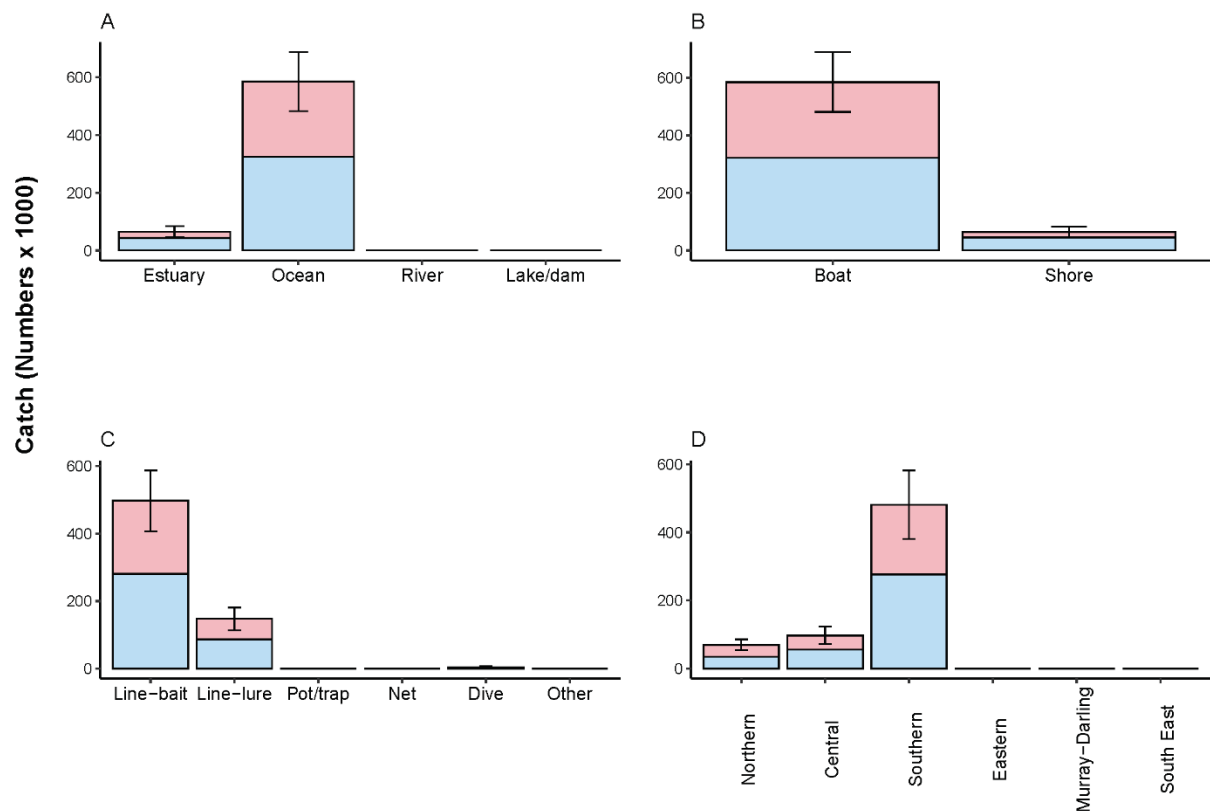 A
B
Catch (Numbers x 1000)
600
400
200
0
Estuary Ocean River Lake/dam
600
400
200
0
Boat Shore
C
D
600
400
200
0
Line−bait Line−lure Pot/trap Net Dive Other
600
400
200
0
Northern
Central
Southern
Eastern
Murray−Darling
South East